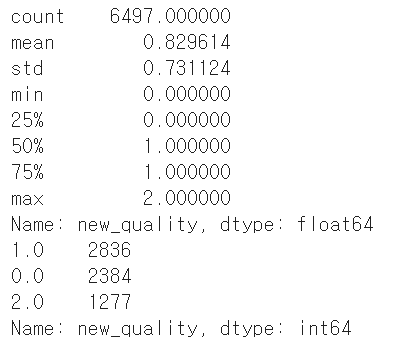 count    6497.000000
mean        0.829614
std         0.731124
min         0.000000
25%         0.000000
50%         1.000000
75%         1.000000
max         2.000000
Name: new_quality, dtype: float64
1.0    2836
0.0    2384
2.0    1277
Name: new_quality, dtype: int64